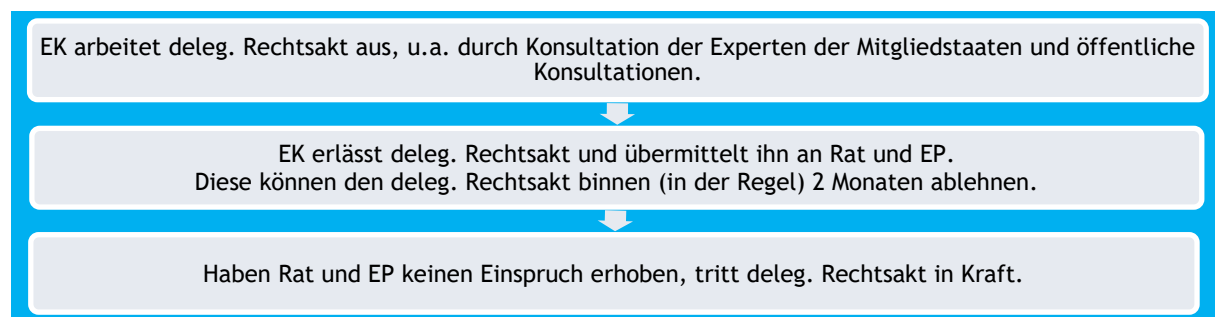 EK arbeitet deleg. Rechtsakt aus, u.a. durch Konsultation der Experten der Mitgliedstaaten und öffentliche
Konsultationen.
EK erlässt deleg. Rechtsakt und übermittelt ihn an Rat und EP.
Diese können den deleg. Rechtsakt binnen (in der Regel) 2 Monaten ablehnen.
Haben Rat und EP keinen Einspruch erhoben, tritt deleg. Rechtsakt in Kraft.